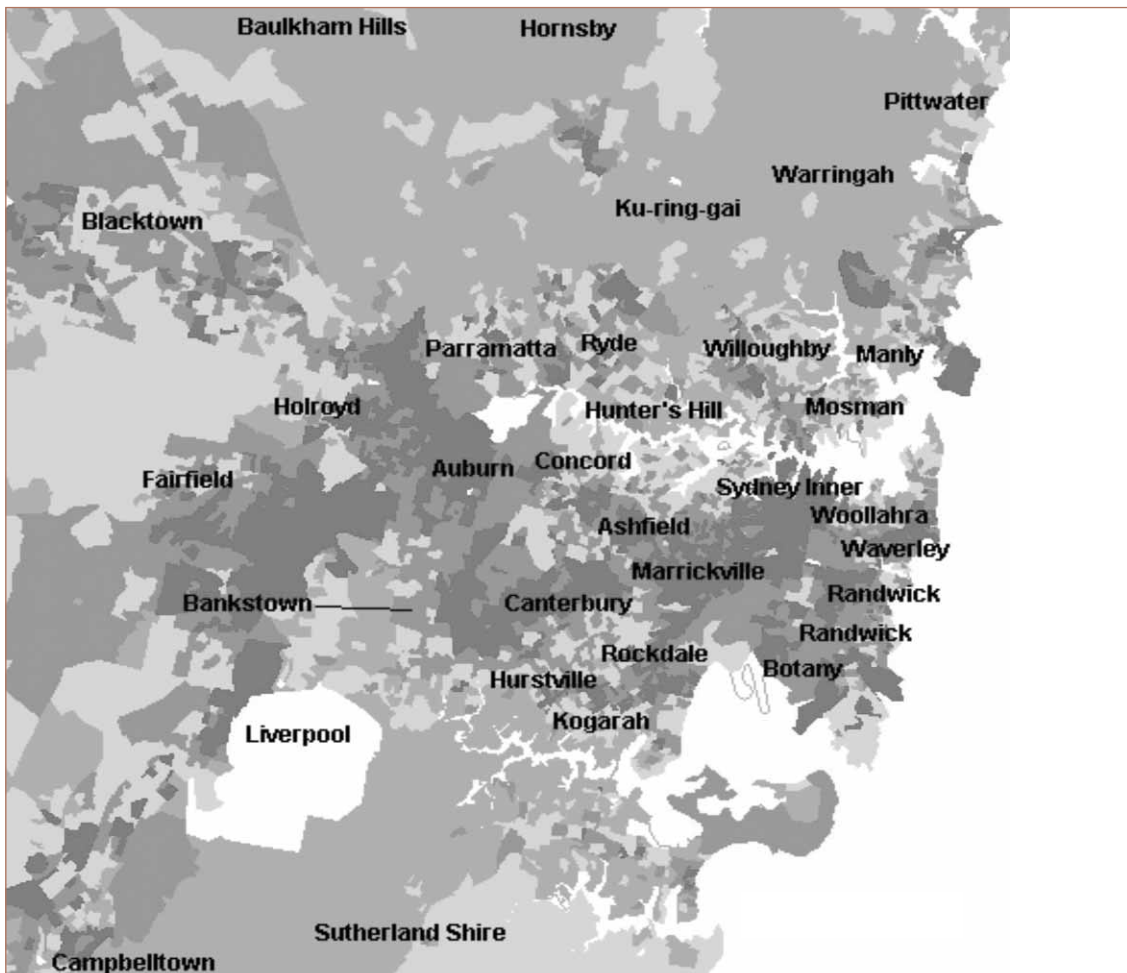 Baulkham Hills
Hornsby
Pittwater
Warringah
Ku-ring-gai
Blacktown
Parramatta
Ryde
Willoughby
Manly
Holroyd
Hunter's Hill
Mosman
Fairfield
Auburn
Concord
Sydney Inner
Ashfield
Woollahra
Waverley
Marrickville
Bankstown
Canterbury
Randwick
Randwick
Rockdale
Botany
Hurstville
Kogarah
Liverpool
Sutherland Shire
Campbelltown